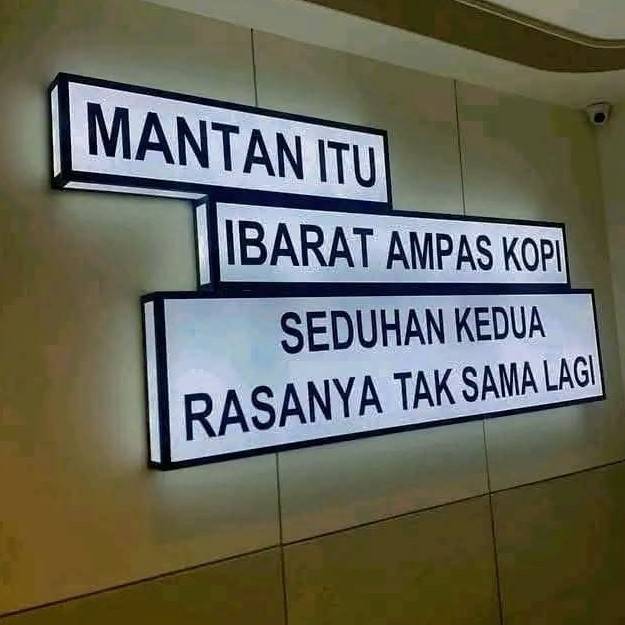 MANTAN ITU
IBARAT AMPAS KOPI
SEDUHAN KEDUA
RASANYA TAK SAMA LAGI